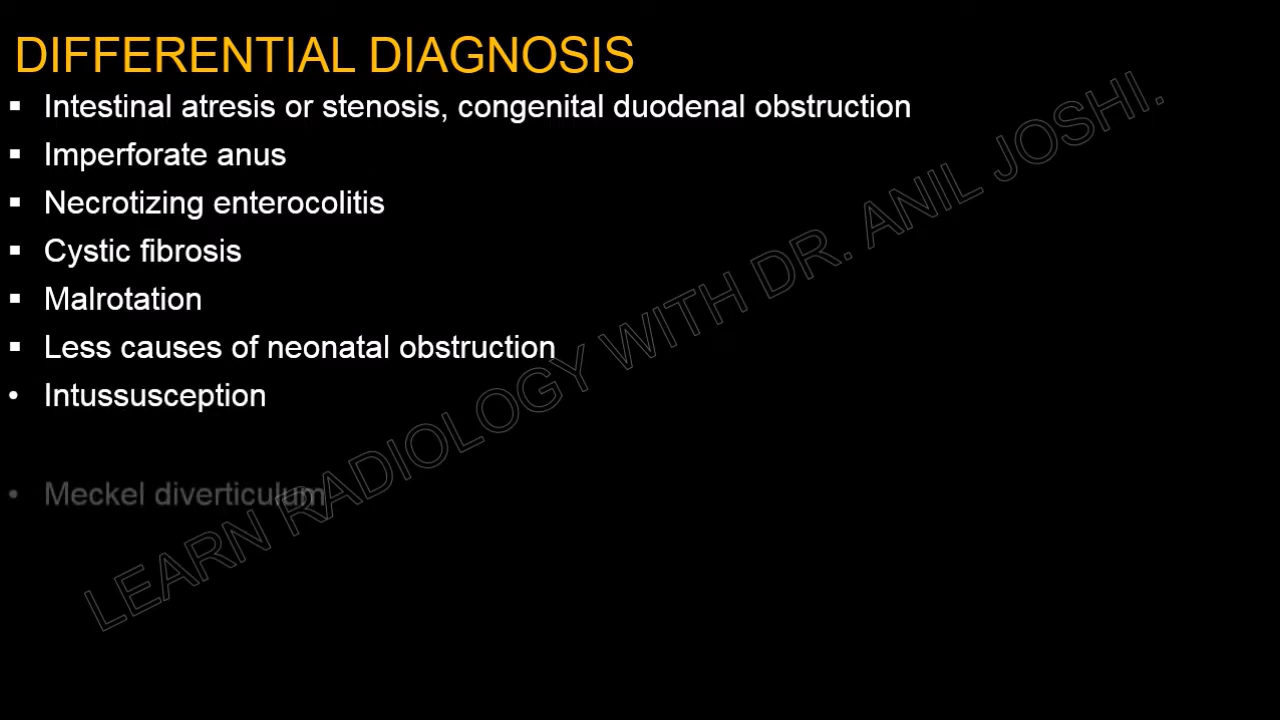 DIFFERENTIAL DIAGNOSIS
▪ Intestinal atresis or stenosis, congenital duodenal obstruction
▪ Imperforate anus
▪ Necrotizing enterocolitis
▪ Cystic fibrosis
▪ Malrotation
▪ Less causes of neonatal obstruction
• Intussusception
• Meckel diverticulum
LEARN RADIOLOGY WITH DR. ANIL JOSHI.